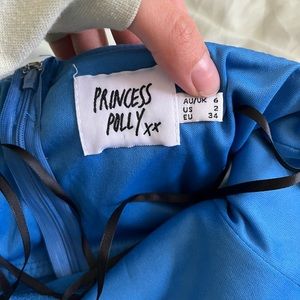 PRINCESS
POLLY xx
AU/UK 6
US 2
EU 34